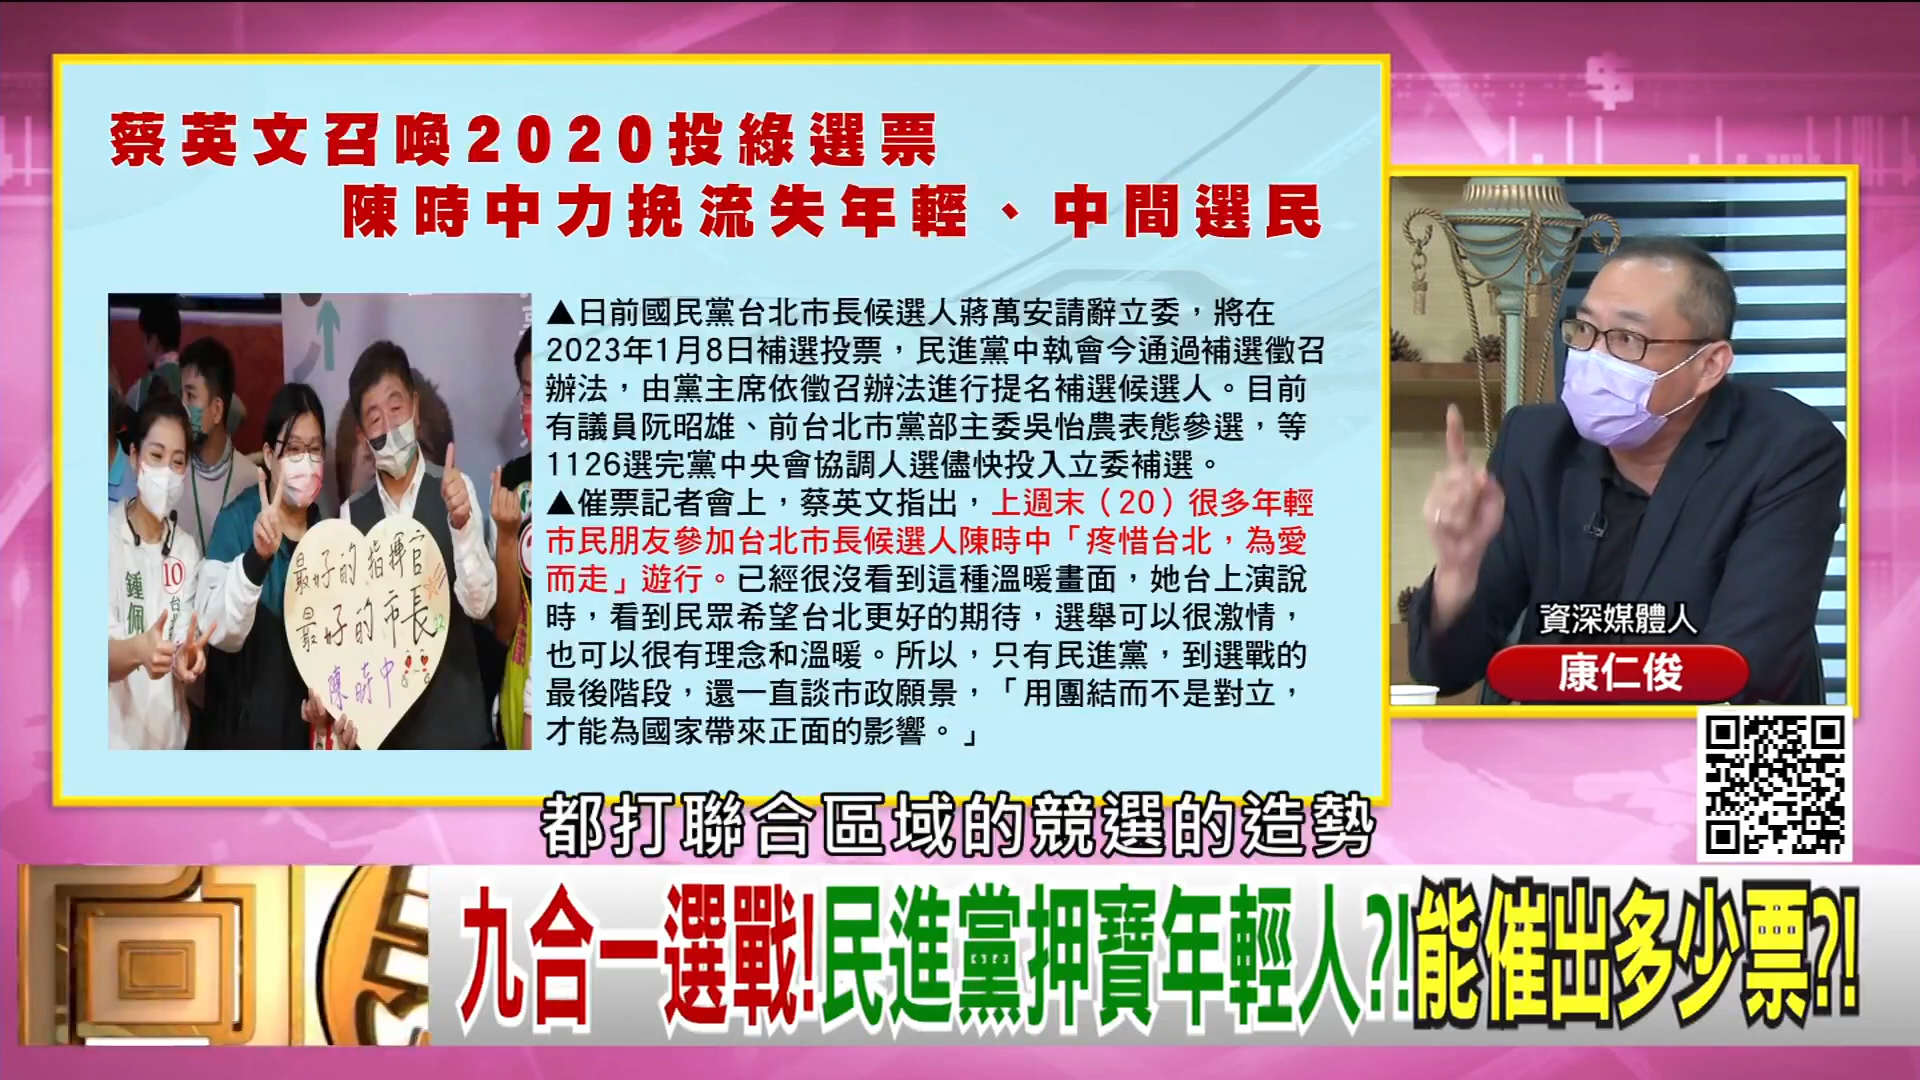 蔡英文召喚2020投綠選票
陳時中力挽流失年輕、中間選民
▲日前國民黨台北市長候選人蔣萬安請辭立委，將在
2023年1月8日補選投票，民進黨中執會今通過補選徵召
辦法，由黨主席依徵召辦法進行提名補選候選人。目前
有議員阮昭雄、前台北市黨部主委吳怡農表態參選，等
1126選完黨中央會協調人選儘快投入立委補選。
▲催票記者會上，蔡英文指出，上週末（20）很多年輕
市民朋友參加台北市長候選人陳時中「疼惜台北，為愛
而走」遊行。已經很沒看到這種溫暖畫面，她台上演說
時，看到民眾希望台北更好的期待，選舉可以很激情，
也可以很有理念和溫暖。所以，只有民進黨，到選戰的
最後階段，還一直談市政願景，「用團結而不是對立，
才能為國家帶來正面的影響。」
最好的指揮官
最好的市長
陳時中
10
鍾佩
台北
資深媒體人
康仁俊
都打聯合區域的競選的造勢
九合一選戰!民進黨押寶年輕人?!能催出多少票?!